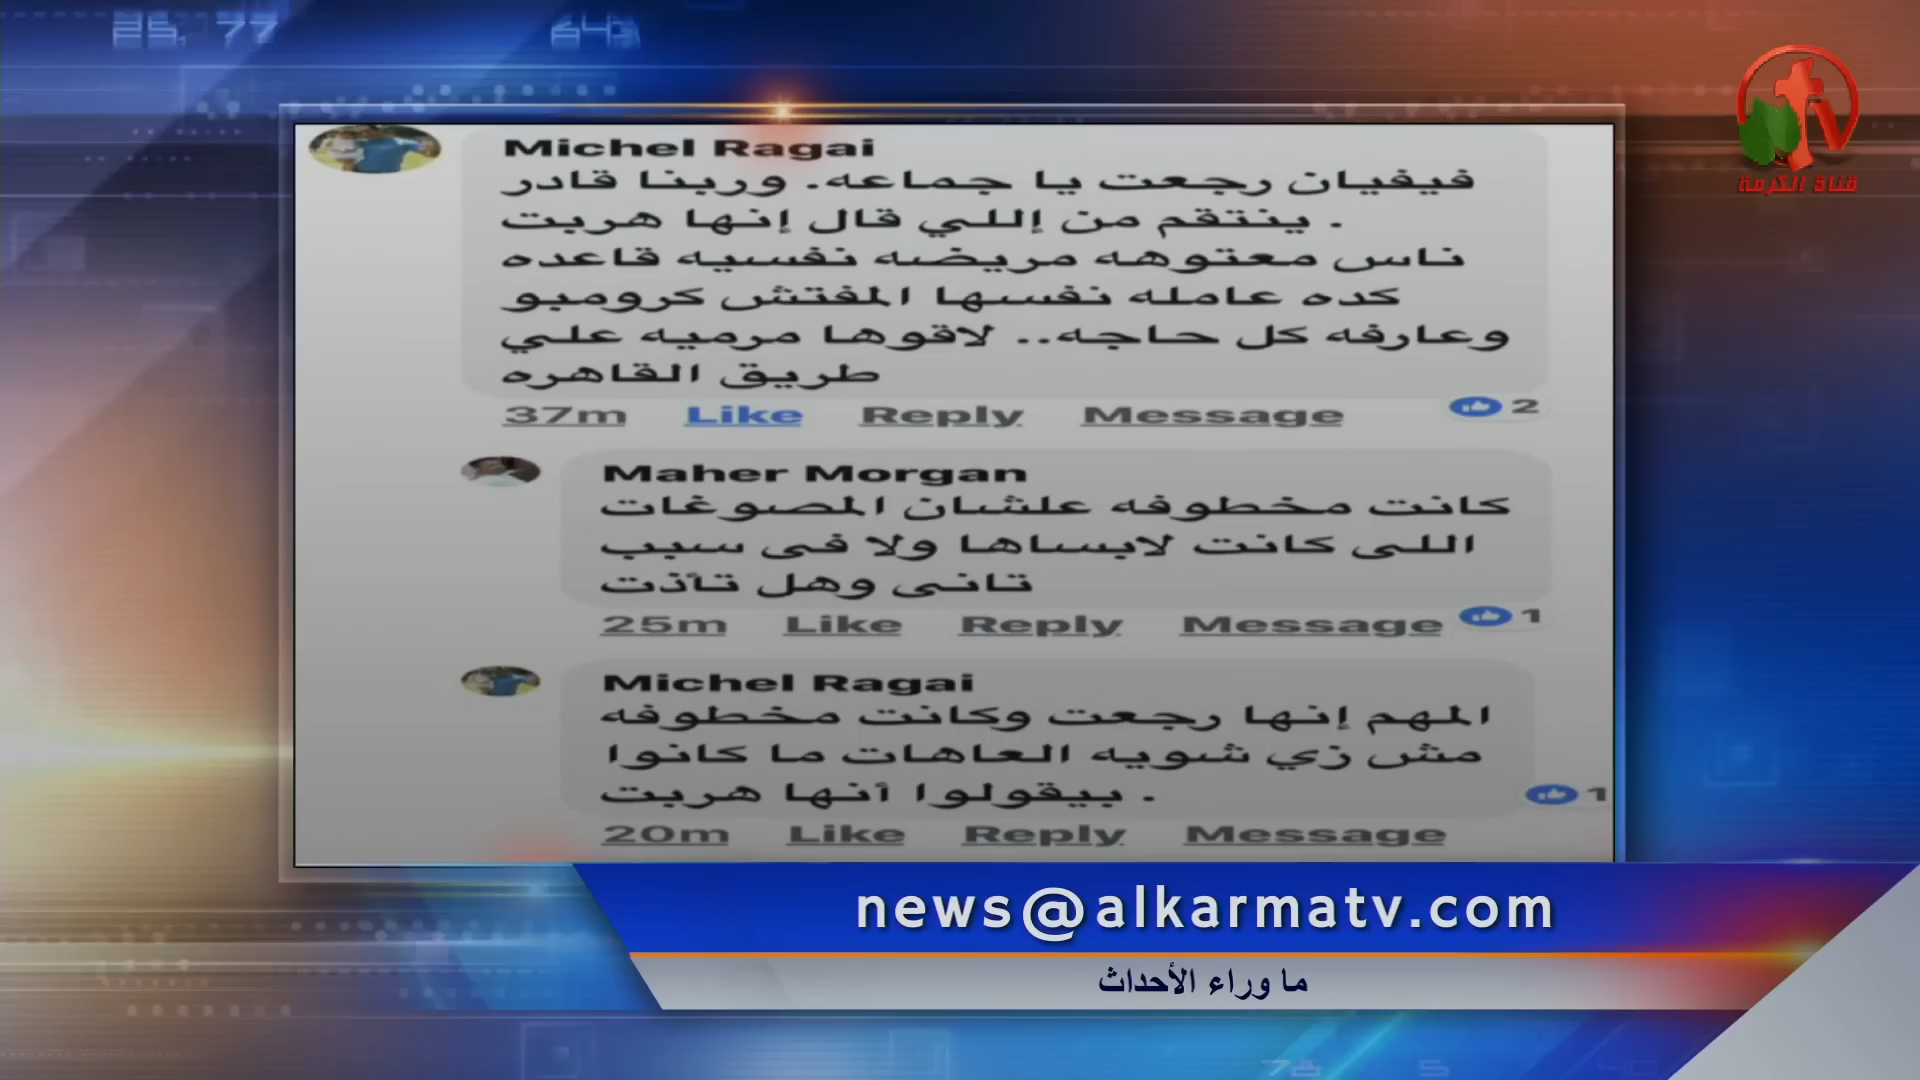 25, 77
643
قناة الكرمة
Michel Ragai
فيفيان رجعت يا جماعه. وربنا قادر
ينتقم من إللي قال إنها هربت .
ناس معتوهه مريضه نفسيه قاعده
كده عامله نفسها المفتش كرومبو
وعارفه كل حاجه.. لاقوها مرميه علي
طريق القاهره
37m Like Reply Message 2
Maher Morgan
كانت مخطوفه علشان المصوغات
اللى كانت لابساها ولا فى سبب
تانى وهل تأذت
25m Like Reply Message 1
Michel Ragai
المهم إنها رجعت وكانت مخطوفه
مش زي شويه العاهات ما كانوا
بيقولوا أنها هربت .
20m Like Reply Message 1
news@alkarmatv.com
ما وراء الأحداث